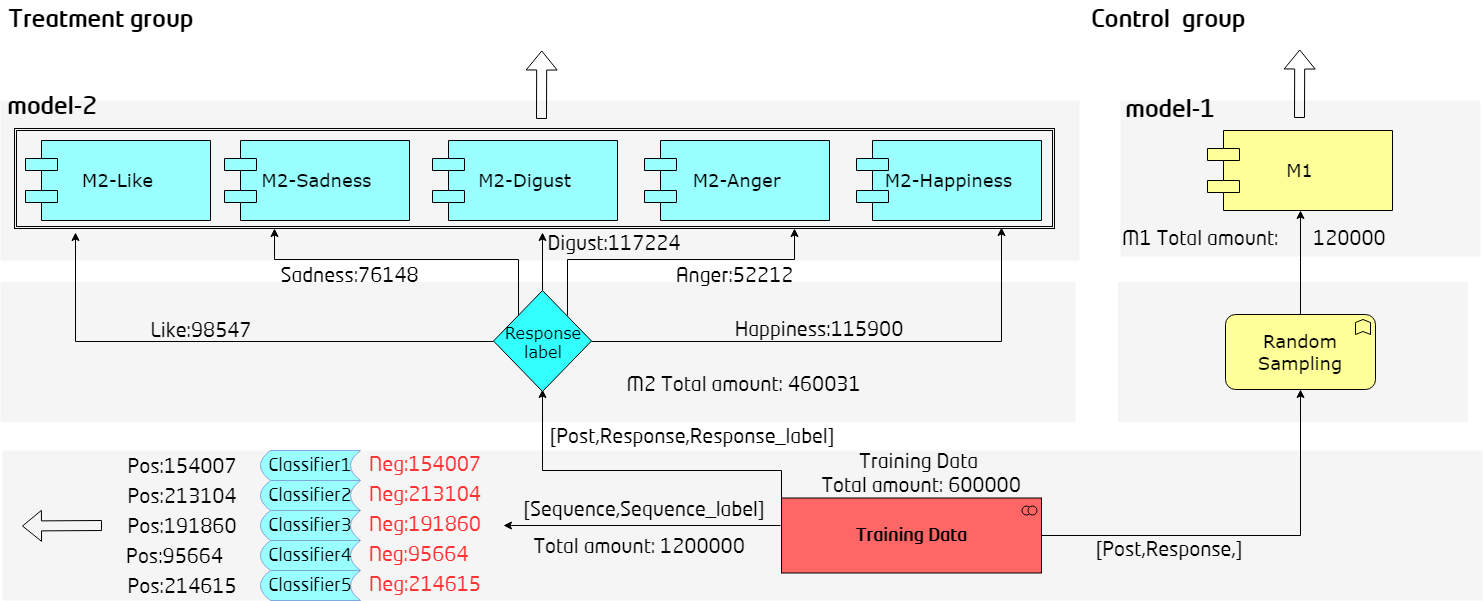 Treatment group
Control group
model-2
model-1
M2-Like
M2-Sadness
M2-Digust
M2-Anger
M2-Happiness
M1
Digust:117224
M1 Total amount: 120000
Sadness:76148
Anger:52212
Like:98547
Response
label
Happiness:115900
Random
Sampling
M2 Total amount: 460031
[Post,Response,Response_label]
Training Data
Total amount: 600000
Pos:154007 Classifier1 Neg:154007
Pos:213104 Classifier2 Neg:213104
Pos:191860 Classifier3 Neg:191860
Pos:95664 Classifier4 Neg:95664
Pos:214615 Classifier5 Neg:214615
[Sequence,Sequence_label]
Total amount: 1200000
Training Data
[Post,Response,]